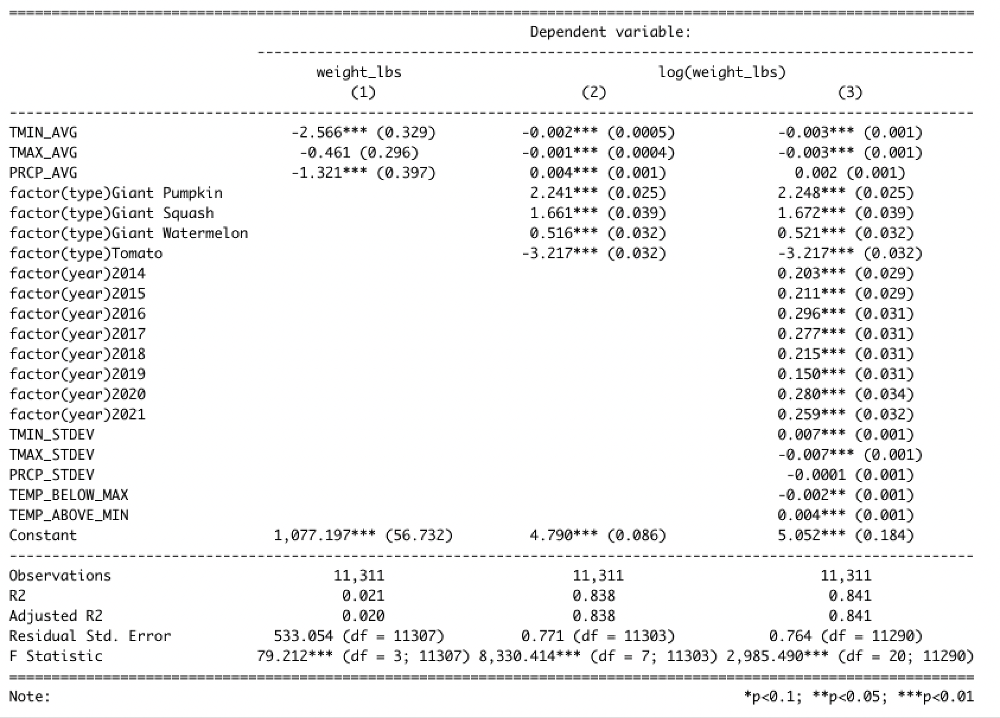 ==================================================================================================================
Dependent variable:
-------------------------------------------------------------------------------------
weight_lbs log(weight_lbs)
(1) (2) (3)
------------------------------------------------------------------------------------------------------------------
TMIN_AVG -2.566*** (0.329) -0.002*** (0.0005) -0.003*** (0.001)
TMAX_AVG -0.461 (0.296) -0.001*** (0.0004) -0.003*** (0.001)
PRCP_AVG -1.321*** (0.397) 0.004*** (0.001) 0.002 (0.001)
factor(type)Giant Pumpkin 2.241*** (0.025) 2.248*** (0.025)
factor(type)Giant Squash 1.661*** (0.039) 1.672*** (0.039)
factor(type)Giant Watermelon 0.516*** (0.032) 0.521*** (0.032)
factor(type)Tomato -3.217*** (0.032) -3.217*** (0.032)
factor(year)2014 0.203*** (0.029)
factor(year)2015 0.211*** (0.029)
factor(year)2016 0.296*** (0.031)
factor(year)2017 0.277*** (0.031)
factor(year)2018 0.215*** (0.031)
factor(year)2019 0.150*** (0.031)
factor(year)2020 0.280*** (0.034)
factor(year)2021 0.259*** (0.032)
TMIN_STDEV 0.007*** (0.001)
TMAX_STDEV -0.007*** (0.001)
PRCP_STDEV -0.0001 (0.001)
TEMP_BELOW_MAX -0.002** (0.001)
TEMP_ABOVE_MIN 0.004*** (0.001)
Constant 1,077.197*** (56.732) 4.790*** (0.086) 5.052*** (0.184)
------------------------------------------------------------------------------------------------------------------
Observations 11,311 11,311 11,311
R2 0.021 0.838 0.841
Adjusted R2 0.020 0.838 0.841
Residual Std. Error 533.054 (df = 11307) 0.771 (df = 11303) 0.764 (df = 11290)
F Statistic 79.212*** (df = 3; 11307) 8,330.414*** (df = 7; 11303) 2,985.490*** (df = 20; 11290)
==================================================================================================================
Note: *p<0.1; **p<0.05; ***p<0.01